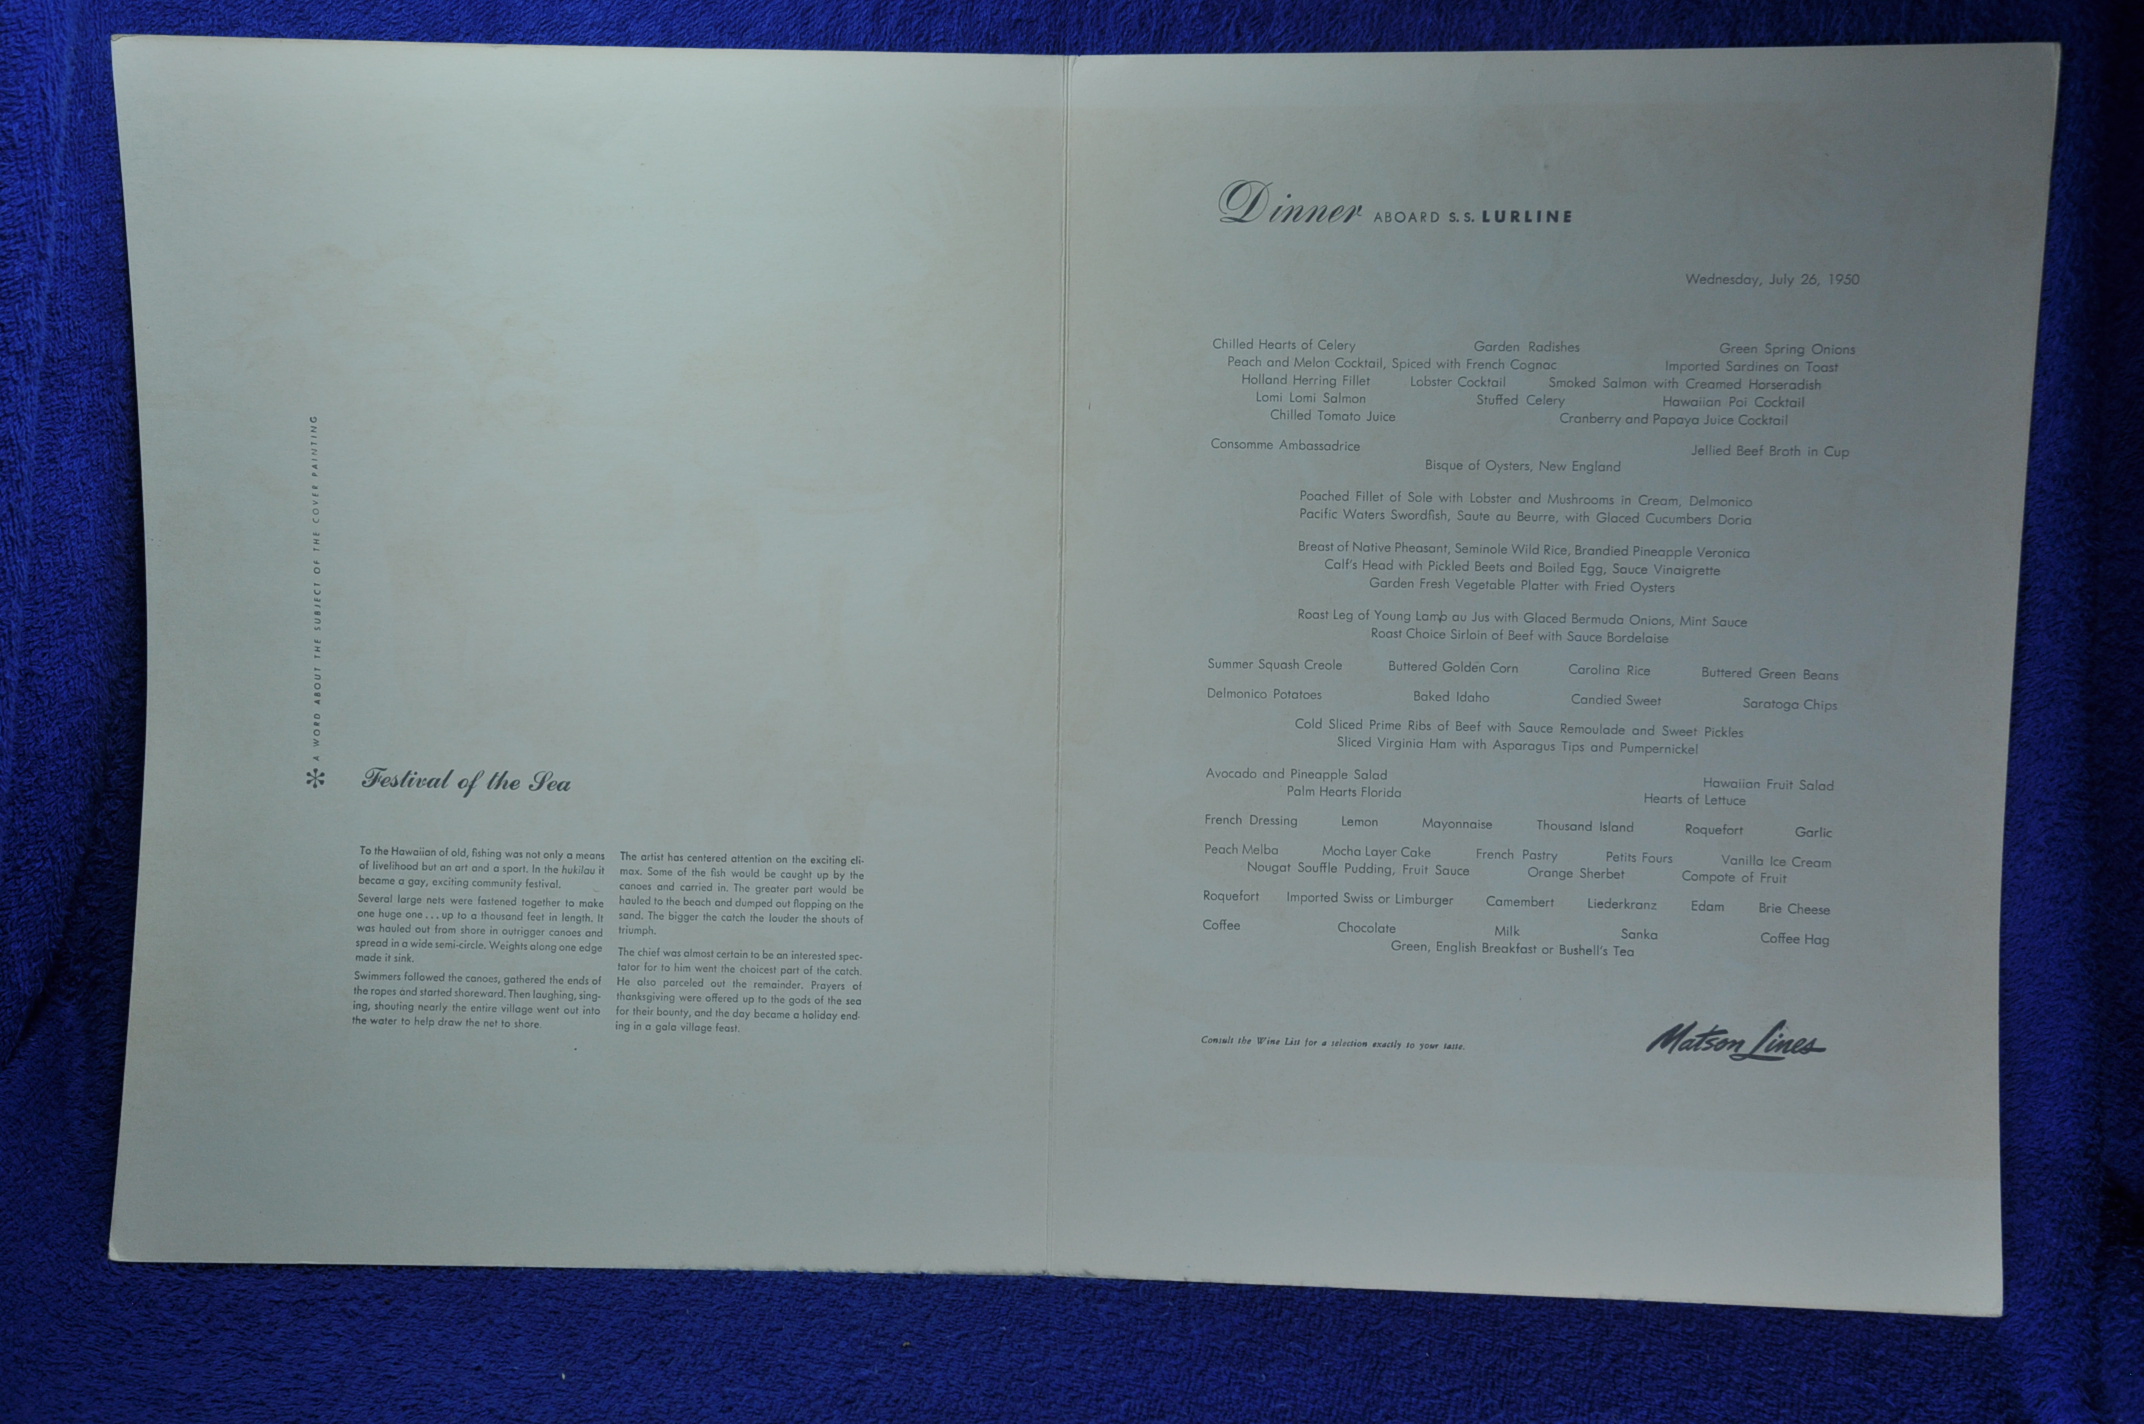 * A WORD ABOUT THE SUBJECT OF THE COVER PAINTING
Festival of the Sea
To the Hawaiian of old, fishing was not only a means
of livelihood but an art and a sport. In the hukilau it
became a gay, exciting community festival.
Several large nets were fastened together to make
one huge one...up to a thousand feet in length. It
was hauled out from shore in outrigger canoes and
spread in a wide semi-circle. Weights along one edge
made it sink.
Swimmers followed the canoes, gathered the ends of
the ropes and started shoreward. Then laughing, sing-
ing, shouting nearly the entire village went out into
the water to help draw the net to shore.
The artist has centered attention on the exciting cli-
max. Some of the fish would be caught up by the
canoes and carried in. The greater part would be
hauled to the beach and dumped out flopping on the
sand. The bigger the catch the louder the shouts of
triumph.
The chief was almost certain to be an interested spec-
tator for to him went the choicest part of the catch.
He also parceled out the remainder. Prayers of
thanksgiving were offered up to the gods of the sea
for their bounty, and the day became a holiday end-
ing in a gala village feast.
Dinner ABOARD S.S. LURLINE
Wednesday, July 26, 1950
Chilled Hearts of Celery Garden Radishes Green Spring Onions
Peach and Melon Cocktail, Spiced with French Cognac Imported Sardines on Toast
Holland Herring Fillet Lobster Cocktail Smoked Salmon with Creamed Horseradish
Lomi Lomi Salmon Stuffed Celery Hawaiian Poi Cocktail
Chilled Tomato Juice Cranberry and Papaya Juice Cocktail
Consomme Ambassadrice Jellied Beef Broth in Cup
Bisque of Oysters, New England
Poached Fillet of Sole with Lobster and Mushrooms in Cream, Delmonico
Pacific Waters Swordfish, Saute au Beurre, with Glaced Cucumbers Doria
Breast of Native Pheasant, Seminole Wild Rice, Brandied Pineapple Veronica
Calf's Head with Pickled Beets and Boiled Egg, Sauce Vinaigrette
Garden Fresh Vegetable Platter with Fried Oysters
Roast Leg of Young Lamb au Jus with Glaced Bermuda Onions, Mint Sauce
Roast Choice Sirloin of Beef with Sauce Bordelaise
Summer Squash Creole Buttered Golden Corn Carolina Rice Buttered Green Beans
Delmonico Potatoes Baked Idaho Candied Sweet Saratoga Chips
Cold Sliced Prime Ribs of Beef with Sauce Remoulade and Sweet Pickles
Sliced Virginia Ham with Asparagus Tips and Pumpernickel
Avocado and Pineapple Salad Hawaiian Fruit Salad
Palm Hearts Florida Hearts of Lettuce
French Dressing Lemon Mayonnaise Thousand Island Roquefort Garlic
Peach Melba Mocha Layer Cake French Pastry Petits Fours Vanilla Ice Cream
Nougat Souffle Pudding, Fruit Sauce Orange Sherbet Compote of Fruit
Roquefort Imported Swiss or Limburger Camembert Liederkranz Edam Brie Cheese
Coffee Chocolate Milk Sanka Coffee Hag
Green, English Breakfast or Bushell's Tea
Consult the Wine List for a selection exactly to your taste.
Matson Lines